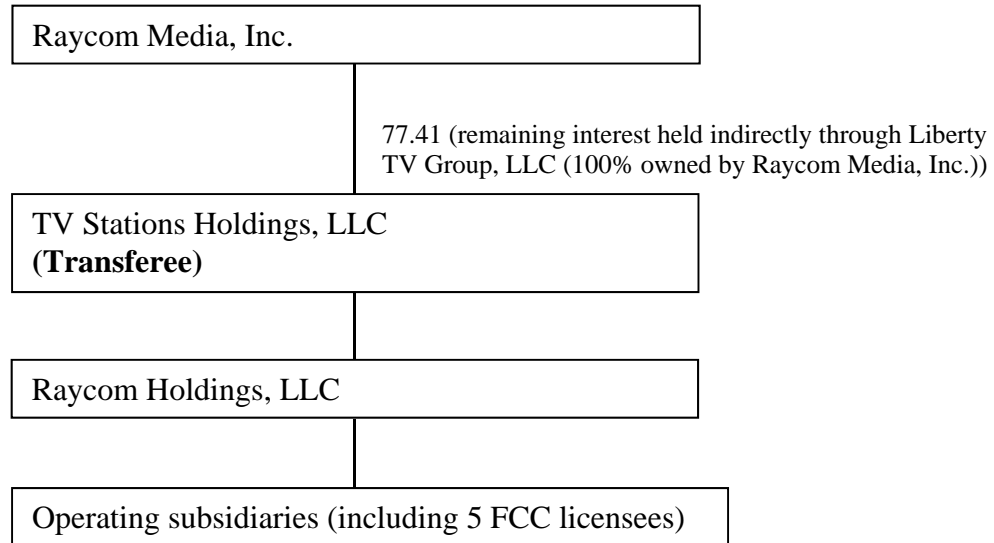 Raycom Media, Inc.
77.41 (remaining interest held indirectly through Liberty
TV Group, LLC (100% owned by Raycom Media, Inc.))
TV Stations Holdings, LLC
(Transferee)
Raycom Holdings, LLC
Operating subsidiaries (including 5 FCC licensees)